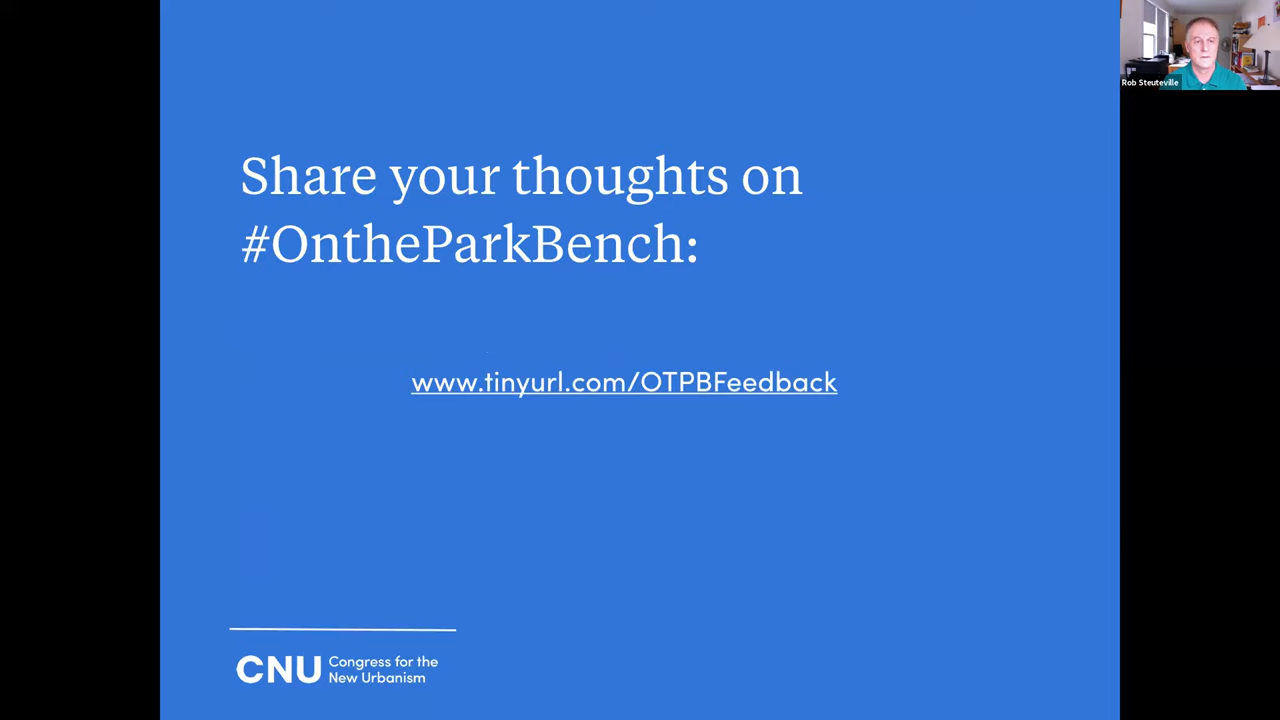 Share your thoughts on
#OntheParkBench:
www.tinyurl.com/OTPBFeedback
CNU Congress for the
New Urbanism
Rob Steuteville